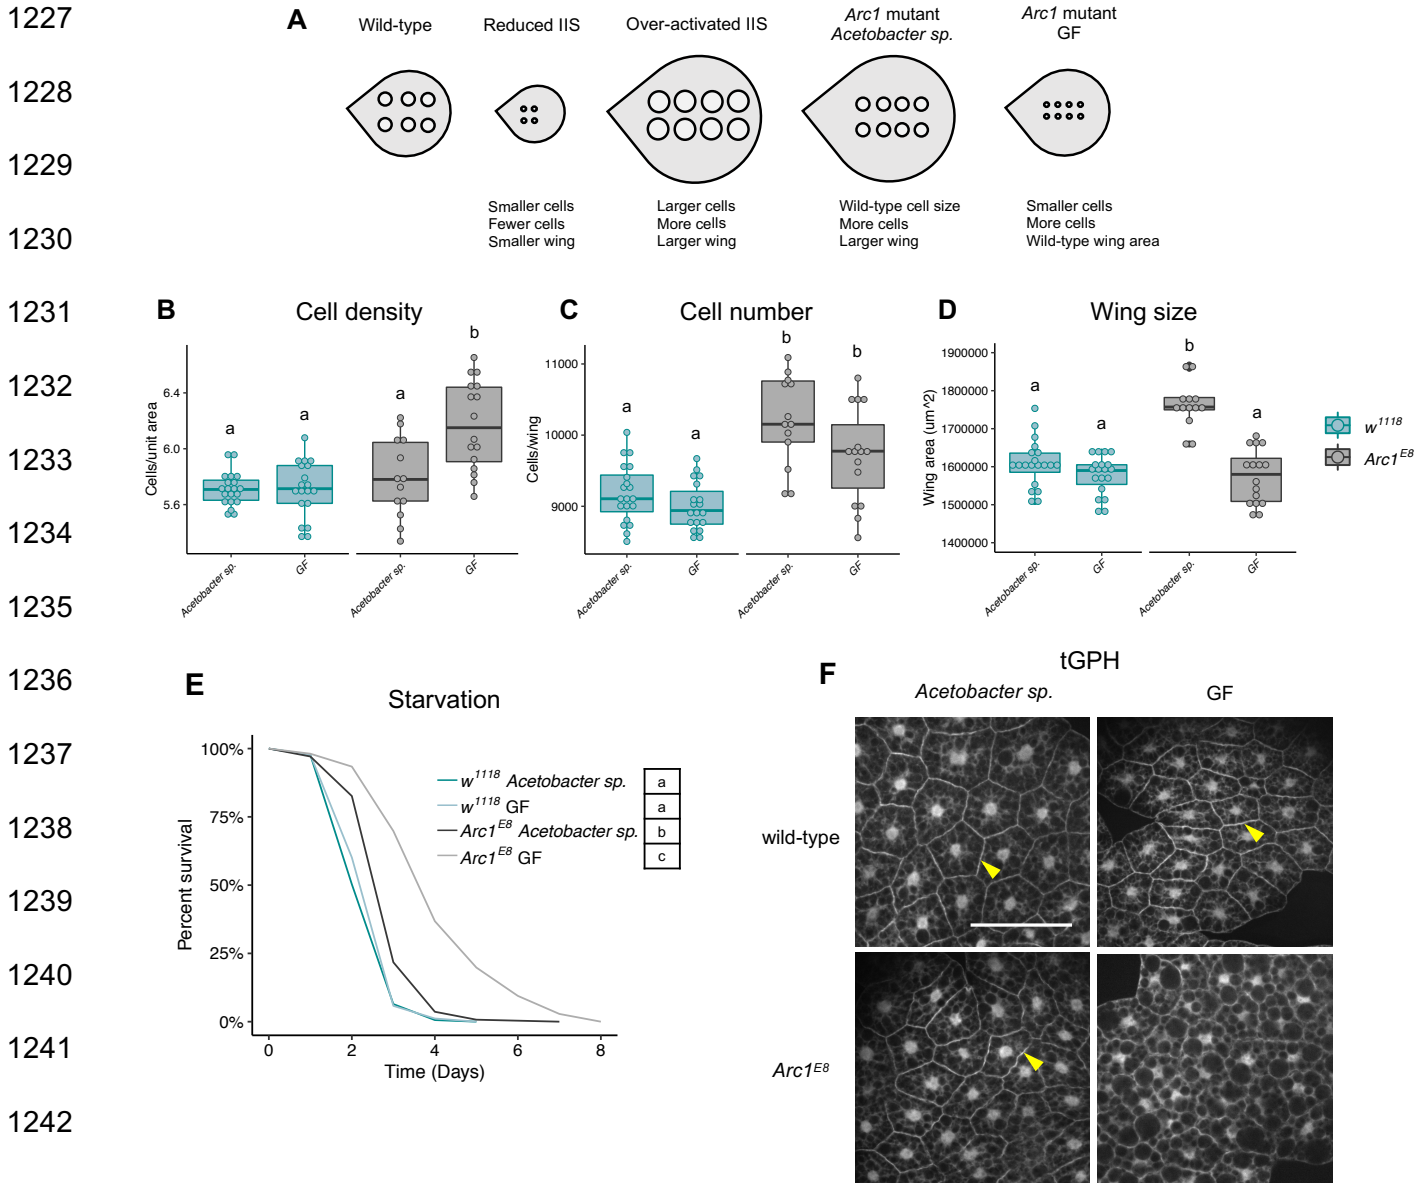 1227
1228
1229
1230
1231
1232
1233
1234
1235
1236
1237
1238
1239
1240
1241
1242
A
Wild-type
Reduced IIS
Over-activated IIS
Arc1 mutant
Acetobacter sp.
Arc1 mutant
GF
Smaller cells
Fewer cells
Smaller wing
Larger cells
More cells
Larger wing
Wild-type cell size
More cells
Larger wing
Smaller cells
More cells
Wild-type wing area
B
Cell density
Cells/unit area
6.4
6.0
5.6
a
a
a
b
Acetobacter sp.
GF
Acetobacter sp.
GF
C
Cell number
Cells/wing
11000
10000
9000
a
a
b
b
Acetobacter sp.
GF
Acetobacter sp.
GF
D
Wing size
Wing area (um^2)
1900000
1800000
1700000
1600000
1500000
1400000
a
a
b
a
Acetobacter sp.
GF
Acetobacter sp.
GF
w1118
Arc1E8
E
Starvation
Percent survival
100%
75%
50%
25%
0%
0
2
4
6
8
Time (Days)
w1118 Acetobacter sp. a
w1118 GF a
Arc1E8 Acetobacter sp. b
Arc1E8 GF c
F
tGPH
Acetobacter sp.
GF
wild-type
Arc1E8